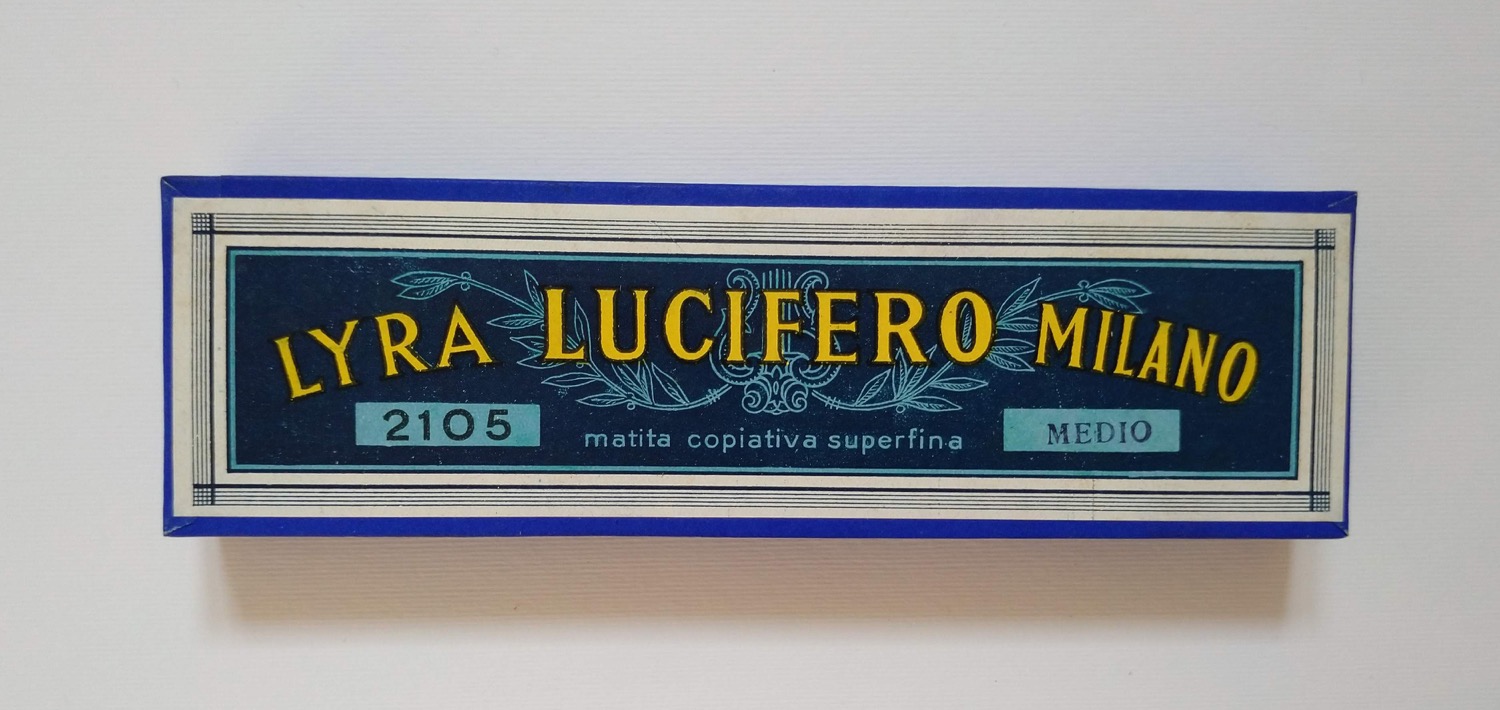 LYRA LUCIFERO MILANO
2105 matita copiativa superfina MEDIO